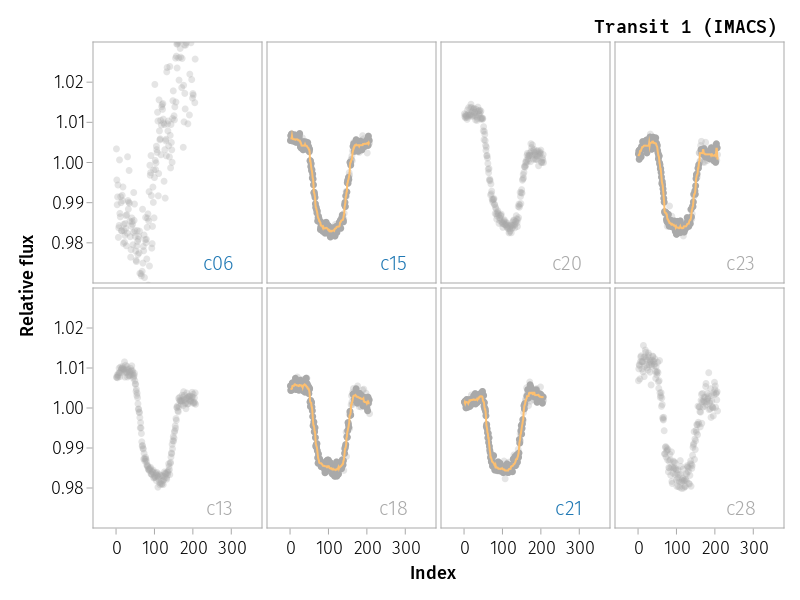 Transit 1 (IMACS)
Relative flux
1.02
1.01
1.00
0.99
0.98
c06
c15
c20
c23
1.02
1.01
1.00
0.99
0.98
c13
c18
c21
c28
0 100 200 300 0 100 200 300 0 100 200 300 0 100 200 300
Index